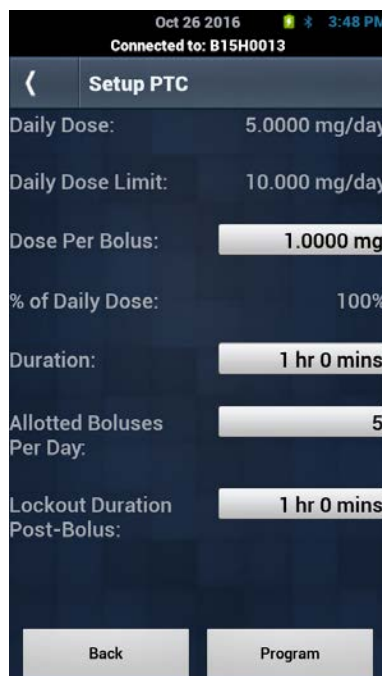 Oct 26 2016 3:48 PM
Connected to: B15H0013
Setup PTC
Daily Dose: 5.0000 mg/day
Daily Dose Limit: 10.000 mg/day
Dose Per Bolus: 1.0000 mg
% of Daily Dose: 100%
Duration: 1 hr 0 mins
Allotted Boluses 5
Per Day:
Lockout Duration 1 hr 0 mins
Post-Bolus:
Back Program